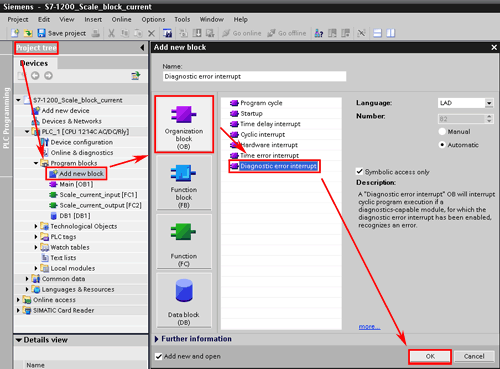 Siemens - S7-1200_Scale_block_current
Project Edit View Insert Online Options Tools Window Help
Save project Go online Go offline
Project tree
Devices
PLC Programming
S7-1200_Scale_block_current
Add new device
Devices & Networks
PLC_1 [CPU 1214C AC/DC/Rly]
Device configuration
Online & diagnostics
Program blocks
Add new block
Main [OB1]
Scale_current_input [FC1]
Scale_current_output [FC2]
DB1 [DB1]
Technological Objects
PLC tags
Watch tables
Text lists
Local modules
Common data
Languages & Resources
Online access
SIMATIC Card Reader
Details view
Name
Add new block
Name:
Diagnostic error interrupt
Organization
block
(OB)
Function
block
(FB)
Function
(FC)
Data block
(DB)
Program cycle
Startup
Time delay interrupt
Cyclic interrupt
Hardware interrupt
Time error interrupt
Diagnostic error interrupt
Language: LAD
Number: 82
Manual
Automatic
Symbolic access only
Description:
A "Diagnostic error interrupt" OB will interrupt
cyclic program execution if a
diagnostics-capable module, for which the
diagnostic error interrupt has been enabled,
recognizes an error.
more...
Further information
Add new and open
OK Cancel